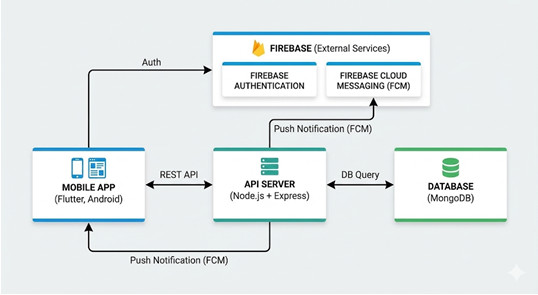 FIREBASE (External Services)
Auth
FIREBASE
AUTHENTICATION
FIREBASE CLOUD
MESSAGING (FCM)
Push Notification (FCM)
MOBILE APP
(Flutter, Android)
REST API
API SERVER
(Node.js + Express)
DB Query
DATABASE
(MongoDB)
Push Notification (FCM)